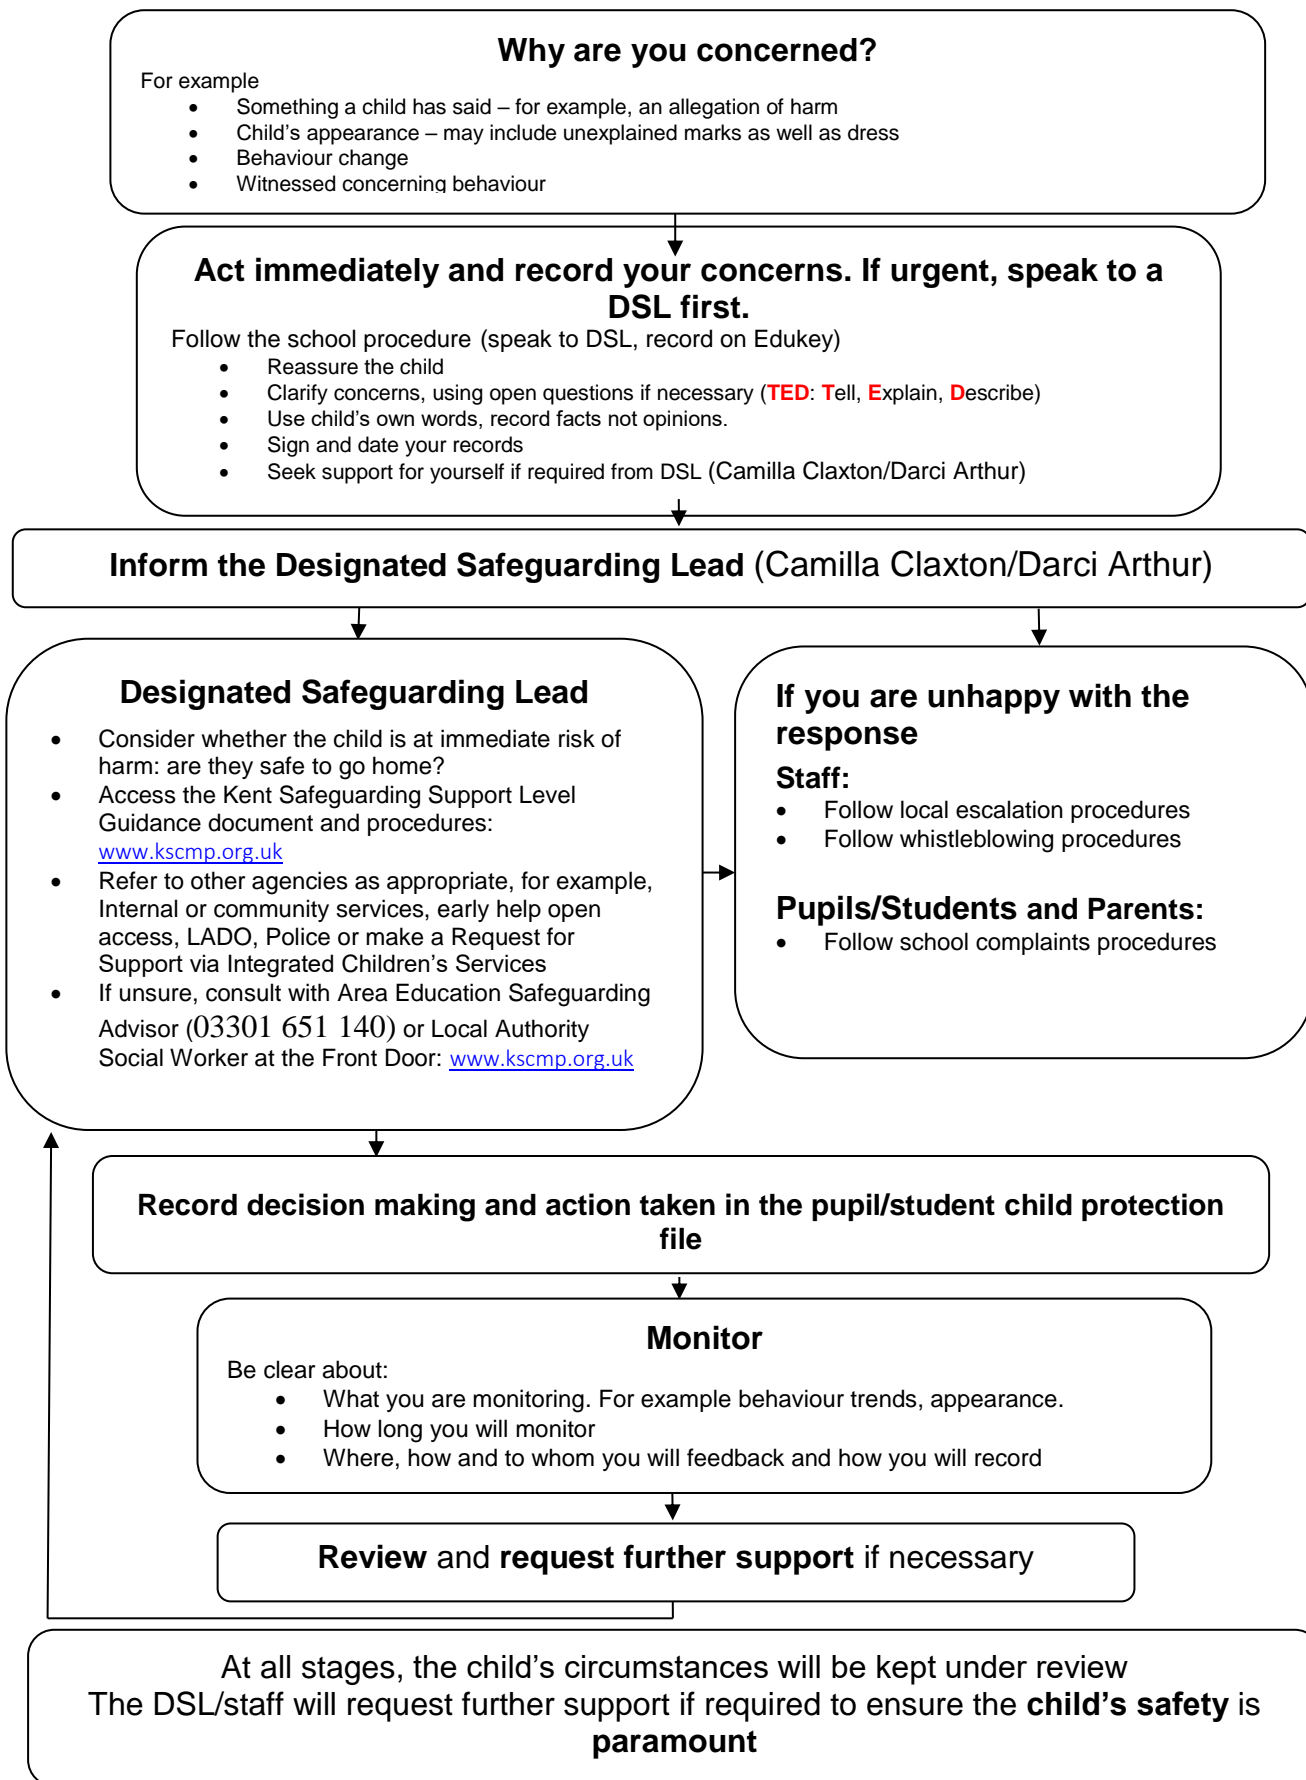 Why are you concerned?
For example
• Something a child has said – for example, an allegation of harm
• Child's appearance – may include unexplained marks as well as dress
• Behaviour change
• Witnessed concerning behaviour
Act immediately and record your concerns. If urgent, speak to a
DSL first.
Follow the school procedure (speak to DSL, record on Edukey)
• Reassure the child
• Clarify concerns, using open questions if necessary (TED: Tell, Explain, Describe)
• Use child's own words, record facts not opinions.
• Sign and date your records
• Seek support for yourself if required from DSL (Camilla Claxton/Darci Arthur)
Inform the Designated Safeguarding Lead (Camilla Claxton/Darci Arthur)
Designated Safeguarding Lead
• Consider whether the child is at immediate risk of
harm: are they safe to go home?
• Access the Kent Safeguarding Support Level
Guidance document and procedures:
www.kscmp.org.uk
• Refer to other agencies as appropriate, for example,
Internal or community services, early help open
access, LADO, Police or make a Request for
Support via Integrated Children's Services
• If unsure, consult with Area Education Safeguarding
Advisor (03301 651 140) or Local Authority
Social Worker at the Front Door: www.kscmp.org.uk
If you are unhappy with the
response
Staff:
• Follow local escalation procedures
• Follow whistleblowing procedures
Pupils/Students and Parents:
• Follow school complaints procedures
Record decision making and action taken in the pupil/student child protection
file
Monitor
Be clear about:
• What you are monitoring. For example behaviour trends, appearance.
• How long you will monitor
• Where, how and to whom you will feedback and how you will record
Review and request further support if necessary
At all stages, the child's circumstances will be kept under review
The DSL/staff will request further support if required to ensure the child's safety is
paramount